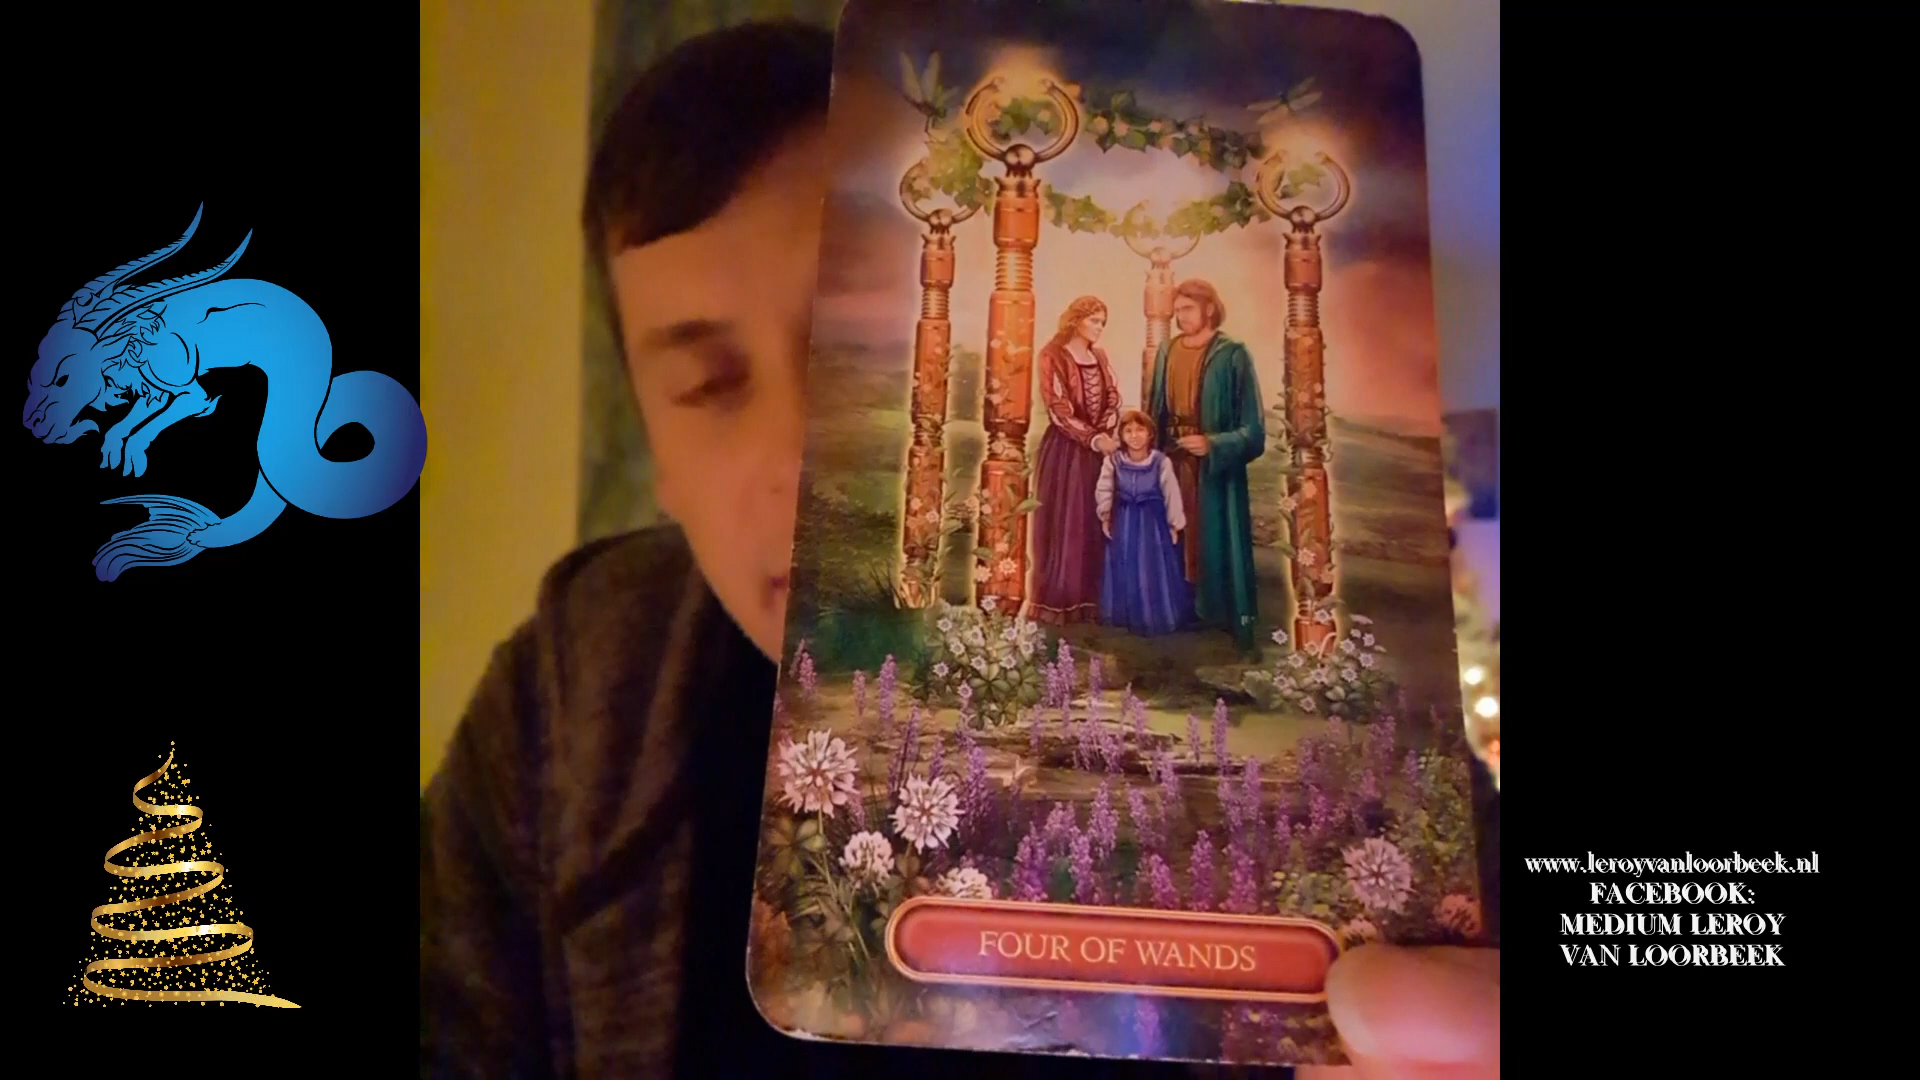 FOUR OF WANDS
www.leroyvanloorbeek.nl
FACEBOOK:
MEDIUM LEROY
VAN LOORBEEK